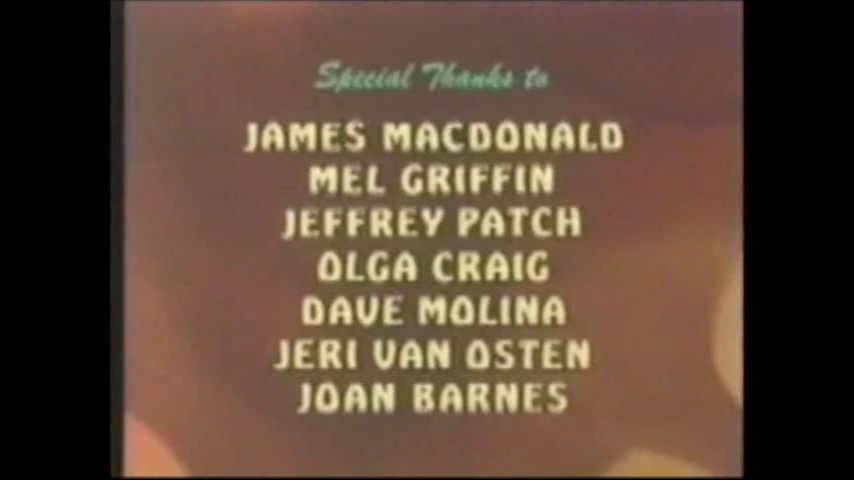 Special Thanks to
JAMES MACDONALD
MEL GRIFFIN
JEFFREY PATCH
OLGA CRAIG
DAVE MOLINA
JERI VAN OSTEN
JOAN BARNES